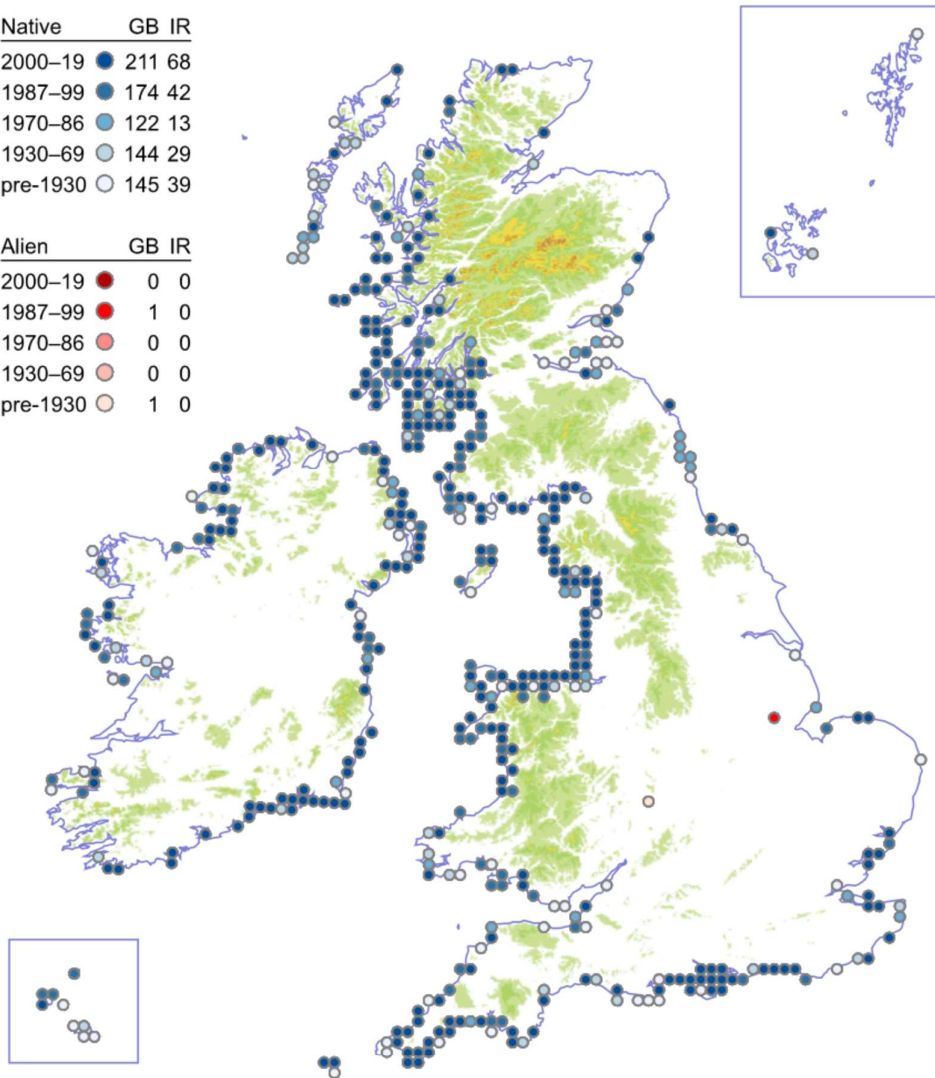 Native GB IR
2000–19 211 68
1987–99 174 42
1970–86 122 13
1930–69 144 29
pre-1930 145 39
Alien GB IR
2000–19 0 0
1987–99 1 0
1970–86 0 0
1930–69 0 0
pre-1930 1 0